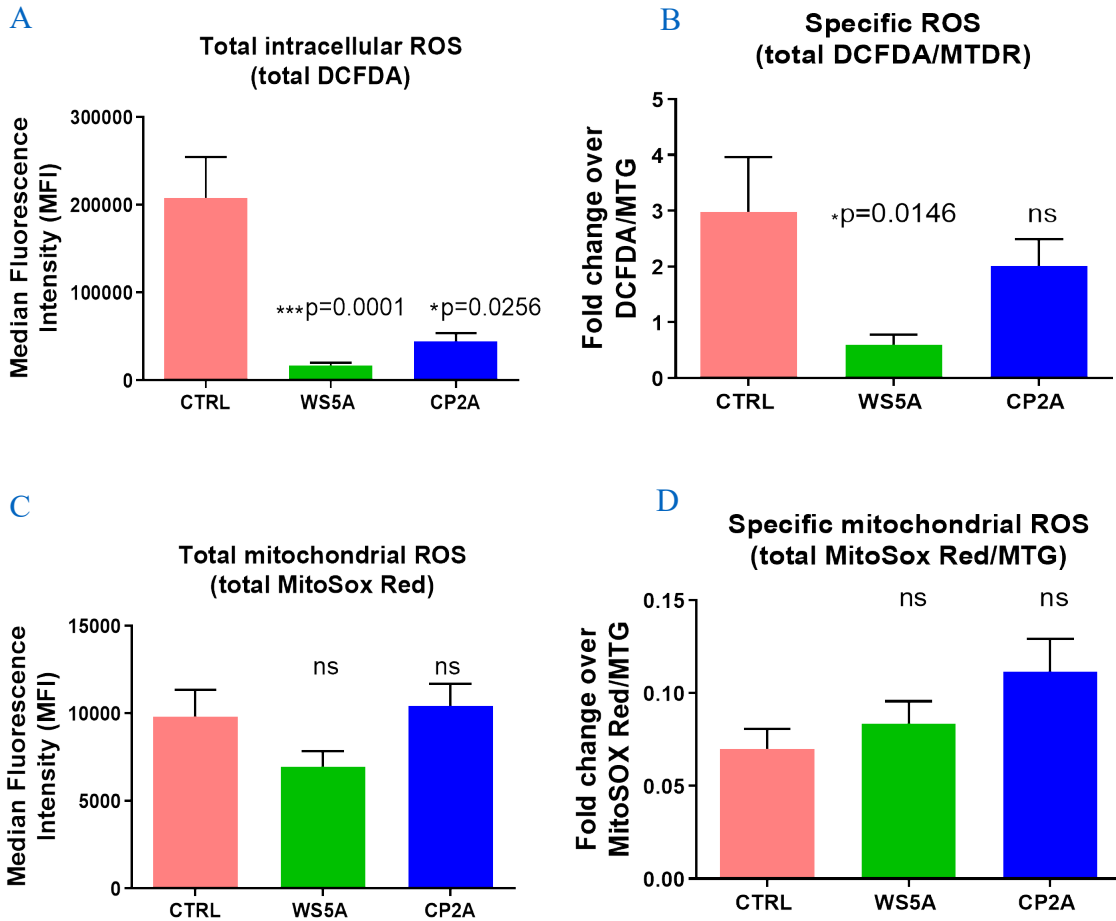 A
Total intracellular ROS
(total DCFDA)
Median Fluorescence
Intensity (MFI)
300000
200000
100000
0
***p=0.0001
*p=0.0256
CTRL
WS5A
CP2A
B
Specific ROS
(total DCFDA/MTDR)
Fold change over
DCFDA/MTG
5
4
3
2
1
0
*p=0.0146
ns
CTRL
WS5A
CP2A
C
Total mitochondrial ROS
(total MitoSox Red)
Median Fluorescence
Intensity (MFI)
15000
10000
5000
0
ns
ns
CTRL
WS5A
CP2A
D
Specific mitochondrial ROS
(total MitoSox Red/MTG)
Fold change over
MitoSOX Red/MTG
0.15
0.10
0.05
0.00
ns
ns
CTRL
WS5A
CP2A